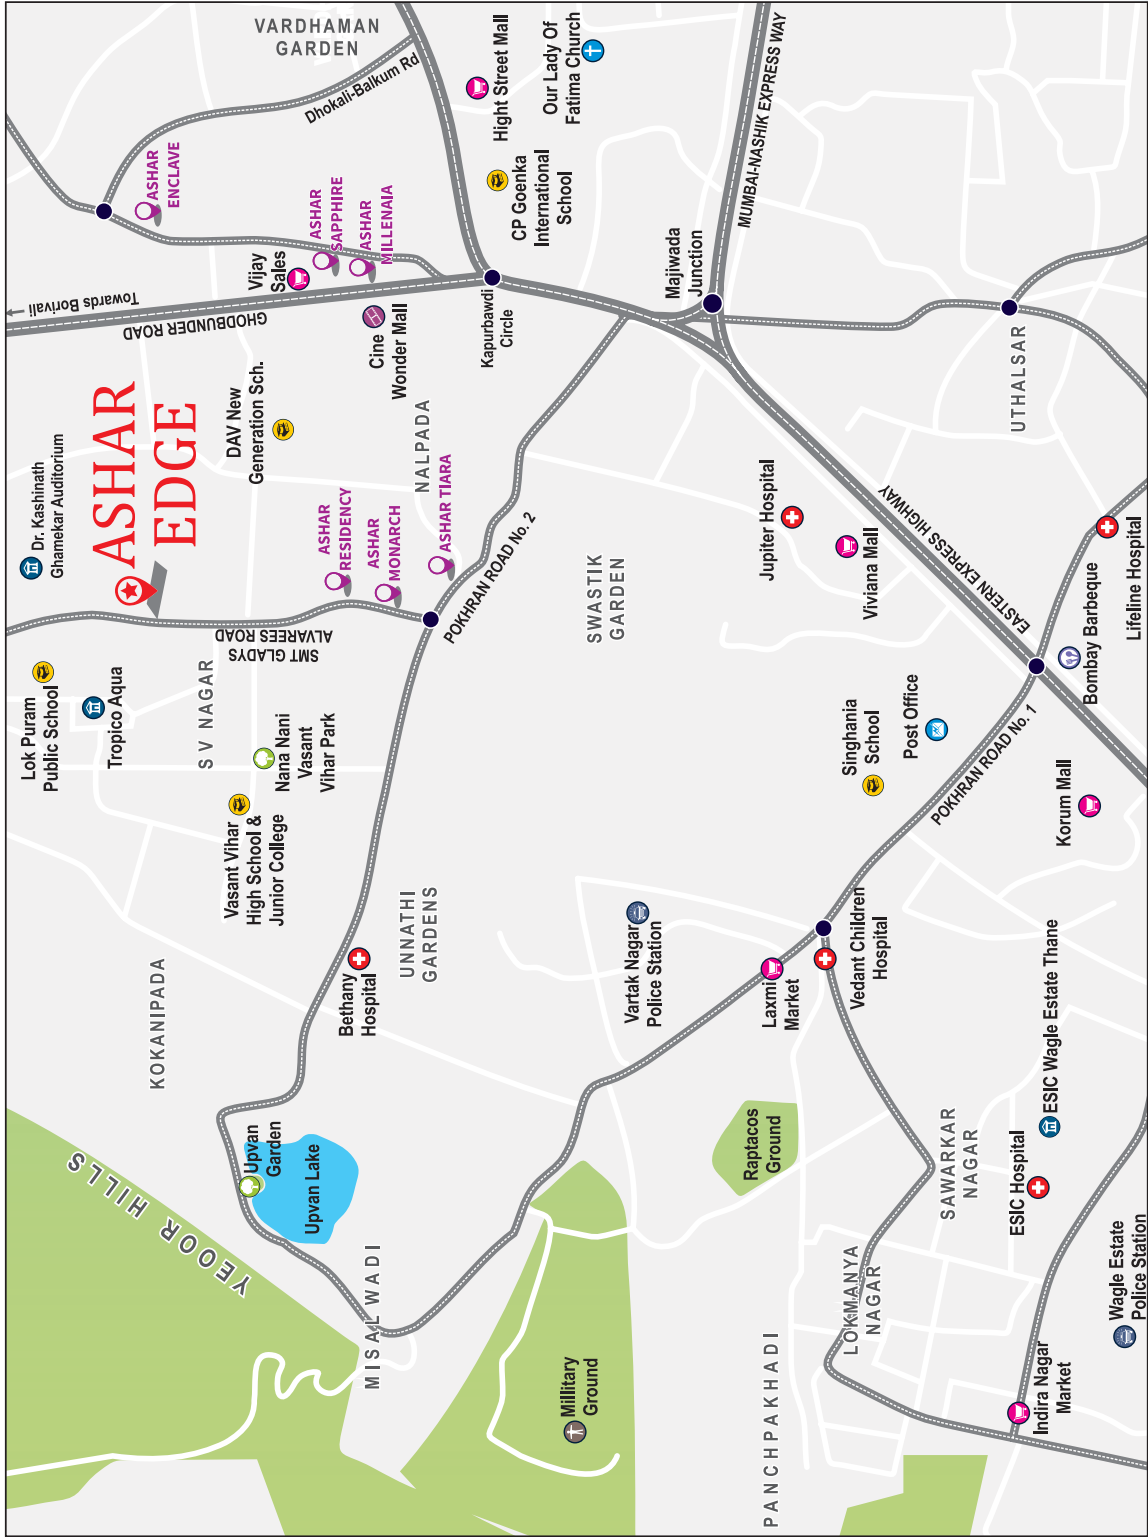 YEOOR HILLS
KOKANIPADA
Lok Puram
Public School
Tropico Aqua
Dr. Kashinath
Ghamekar Auditorium
ASHAR
EDGE
Towards Borivali
GHODBUNDER ROAD
ASHAR
ENCLAVE
VARDHAMAN
GARDEN
Dhokali-Balkum Rd
SMT GLADYS
ALVAREES ROAD
S V NAGAR
Vasant Vihar
High School &
Junior College
Nana Nani
Vasant
Vihar Park
DAV New
Generation Sch.
Vijay
Sales
ASHAR
SAPPHIRE
ASHAR
MILLENAIA
ASHAR
RESIDENCY
ASHAR
MONARCH
ASHAR TIARA
NALPADA
Cine
Wonder Mall
Kapurbawdi
Circle
Hight Street Mall
Our Lady Of
Fatima Church
CP Goenka
International
School
Upvan
Garden
Upvan Lake
MISALWADI
Bethany
Hospital
UNNATHI
GARDENS
POKHRAN ROAD No. 2
SWASTIK
GARDEN
Majiwada
Junction
MUMBAI-NASHIK EXPRESS WAY
Millitary
Ground
Vartak Nagar
Police Station
Raptacos
Ground
Laxmi
Market
Vedant Children
Hospital
Singhania
School
Post Office
Jupiter Hospital
Viviana Mall
EASTERN EXPRESS HIGHWAY
UTHALSAR
PANCHPAKHADI
LOKMANYA
NAGAR
SAWARKAR
NAGAR
POKHRAN ROAD No. 1
ESIC Hospital
ESIC Wagle Estate Thane
Korum Mall
Bombay Barbeque
Lifeline Hospital
Indira Nagar
Market
Wagle Estate
Police Station